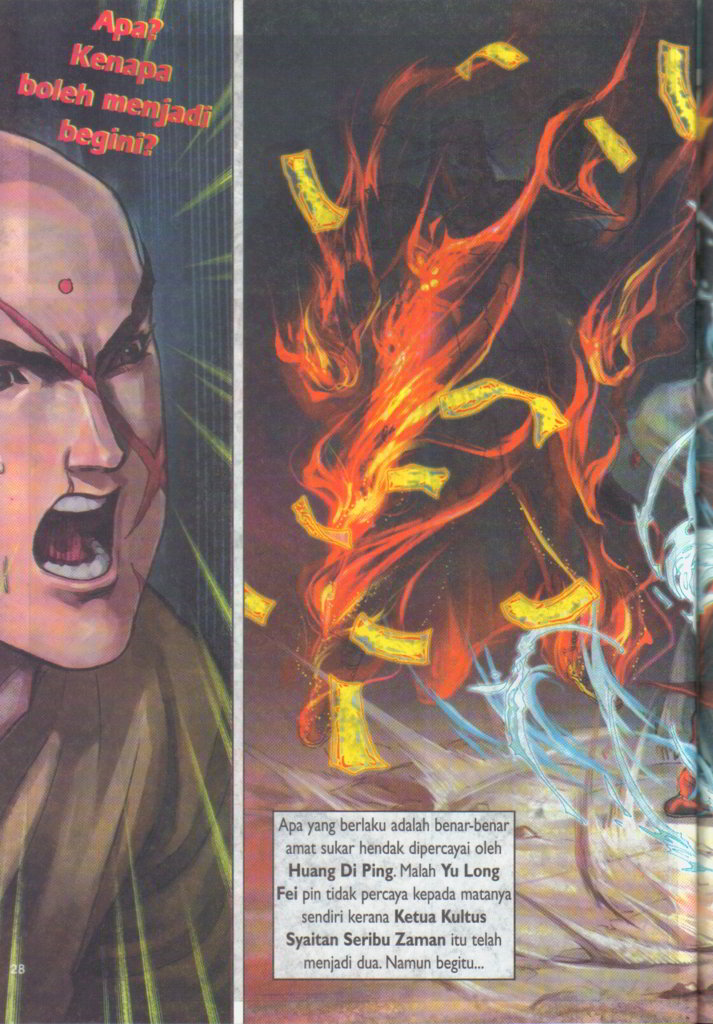 Apa?
Kenapa
boleh menjadi
begini?
Apa yang berlaku adalah benar-benar
amat sukar hendak dipercayai oleh
Huang Di Ping. Malah Yu Long
Fei pin tidak percaya kepada matanya
sendiri kerana Ketua Kultus
Syaitan Seribu Zaman itu telah
menjadi dua. Namun begitu...
28